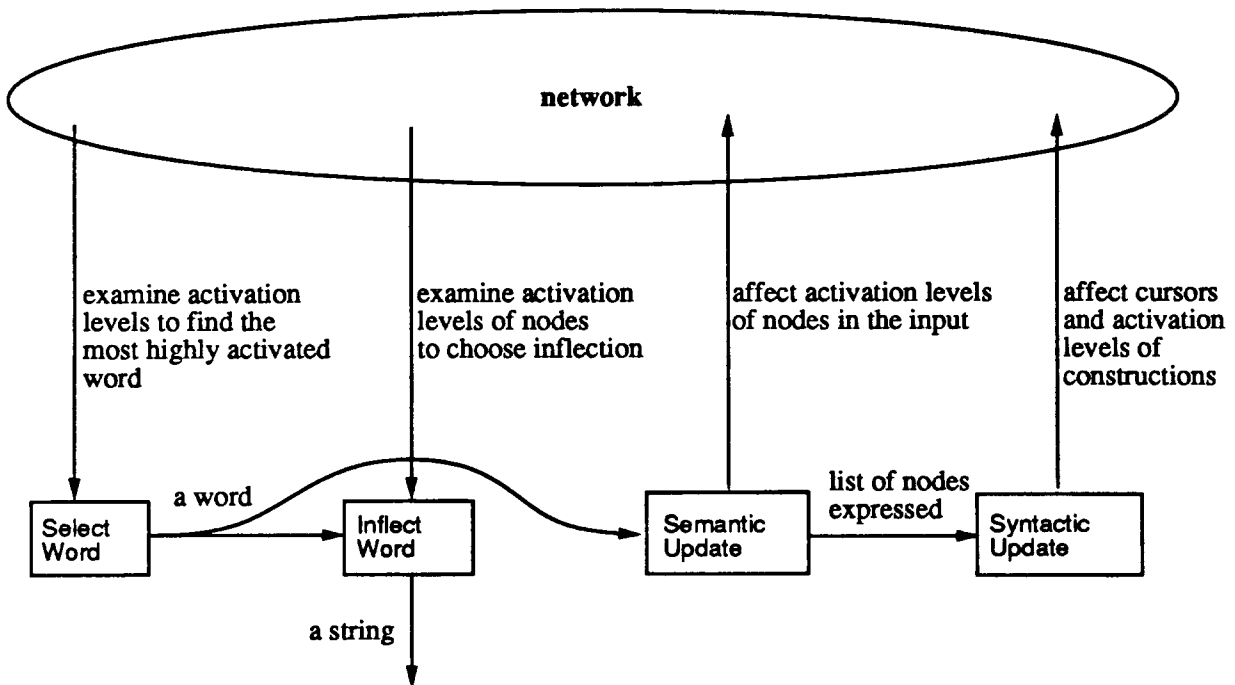 network
examine activation
levels to find the
most highly activated
word
examine activation
levels of nodes
to choose inflection
affect activation levels
of nodes in the input
affect cursors
and activation
levels of
constructions
a word
list of nodes
expressed
Select
Word
Inflect
Word
Semantic
Update
Syntactic
Update
a string